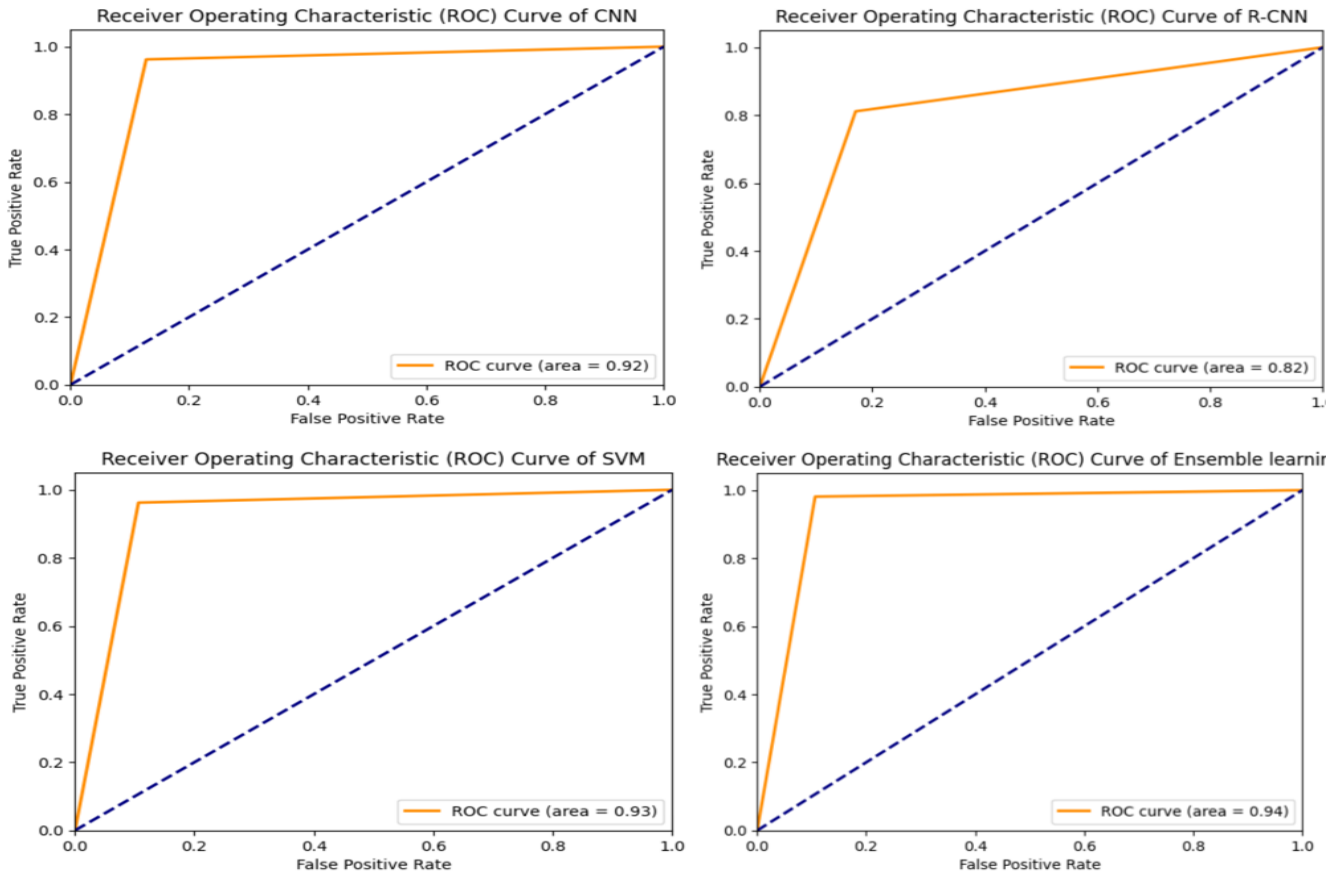 Receiver Operating Characteristic (ROC) Curve of CNN
1.0
0.8
0.6
0.4
0.2
0.0
True Positive Rate
ROC curve (area = 0.92)
0.0 0.2 0.4 0.6 0.8 1.0
False Positive Rate
Receiver Operating Characteristic (ROC) Curve of R-CNN
1.0
0.8
0.6
0.4
0.2
0.0
True Positive Rate
ROC curve (area = 0.82)
0.0 0.2 0.4 0.6 0.8 1.
False Positive Rate
Receiver Operating Characteristic (ROC) Curve of SVM
1.0
0.8
0.6
0.4
0.2
0.0
True Positive Rate
ROC curve (area = 0.93)
0.0 0.2 0.4 0.6 0.8 1.0
False Positive Rate
Receiver Operating Characteristic (ROC) Curve of Ensemble learnin
1.0
0.8
0.6
0.4
0.2
0.0
True Positive Rate
ROC curve (area = 0.94)
0.0 0.2 0.4 0.6 0.8 1.0
False Positive Rate